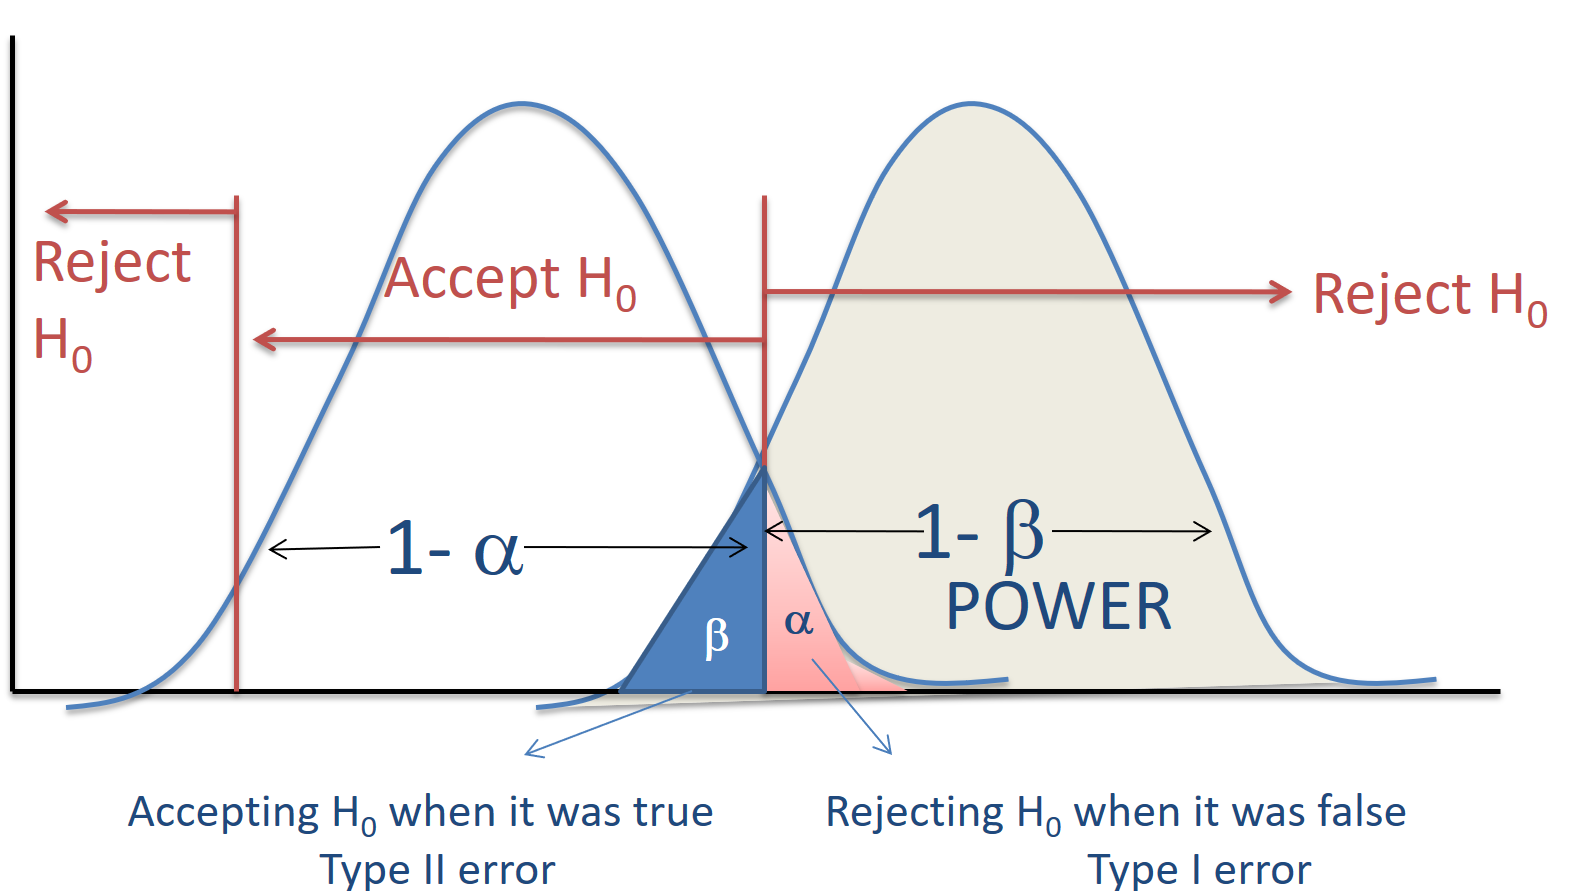 Reject
H0
Accept H0
Reject H0
1- α
1- β
POWER
β
α
Accepting H0 when it was true
Type II error
Rejecting H0 when it was false
Type I error